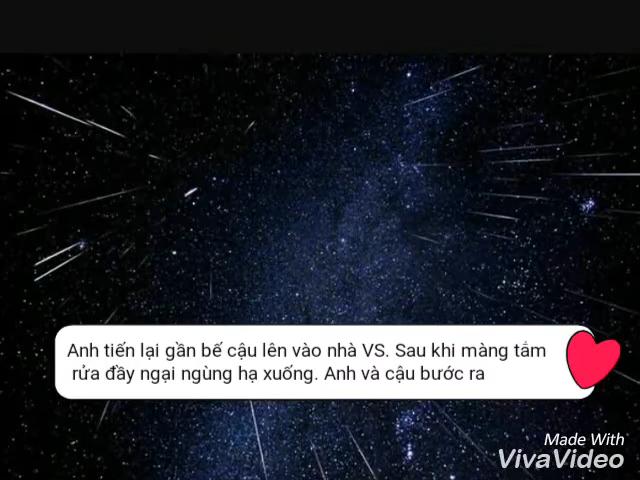 Anh tiến lại gần bế cậu lên vào nhà VS. Sau khi màng tắm
rửa đầy ngại ngùng hạ xuống. Anh và cậu bước ra
Made With
VivaVideo